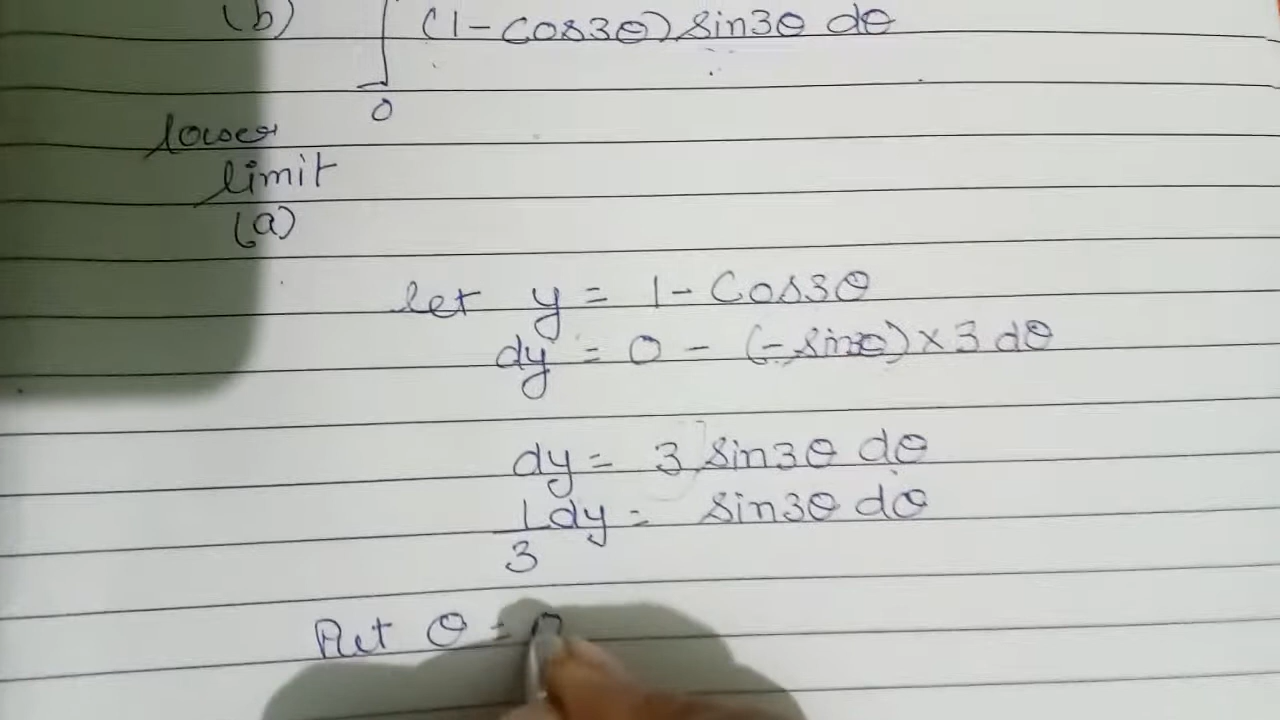 (b) ∫ (1-cos3θ) sin3θ dθ
0
lower
limit
(a)
let y = 1 - cos3θ
dy = 0 - (-sin3θ) × 3 dθ
dy = 3 sin3θ dθ
1/3 dy = sin3θ dθ
Put θ = 0